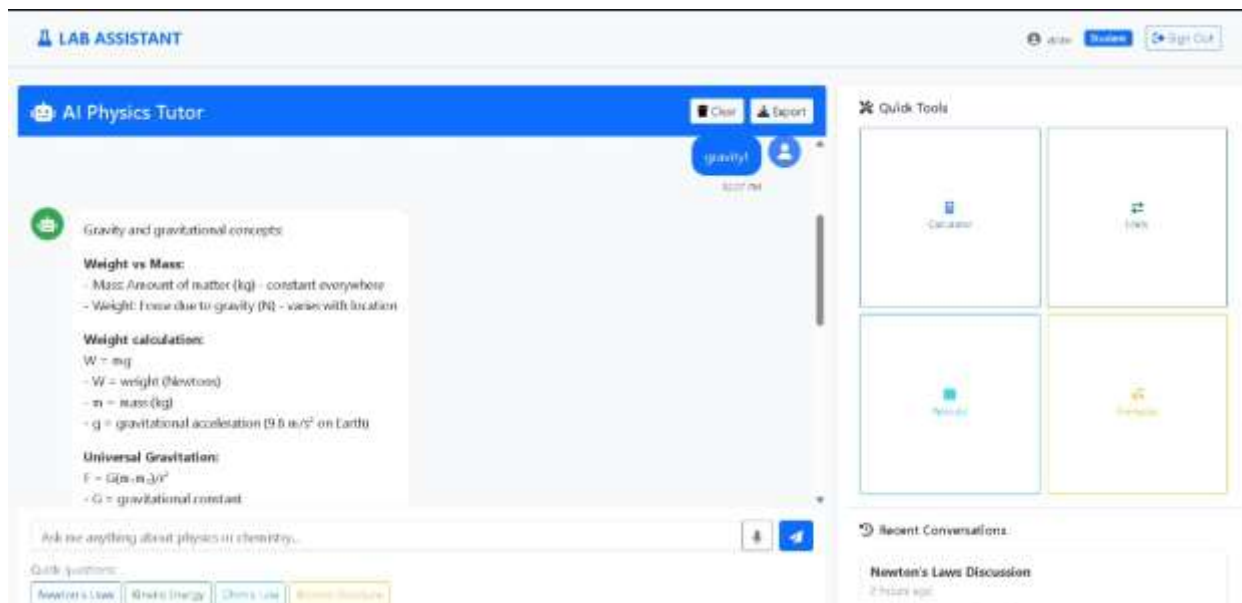 LAB ASSISTANT
Student
Sign Out
AI Physics Tutor
Clear
Export
gravity!
PM
Gravity and gravitational concepts:
Weight vs Mass:
- Mass: Amount of matter (kg) - constant everywhere
- Weight: Force due to gravity (N) - varies with location
Weight calculation:
W = mg
- W = weight (Newtons)
- m = mass (kg)
- g = gravitational acceleration (9.8 m/s² on Earth)
Universal Gravitation:
F = G(m₁m₂)/r²
- G = gravitational constant
Ask me anything about physics or chemistry...
Quick questions:
Newton's Laws
Kinetic Energy
Ohm's Law
Quick Tools
Calculator
Recent Conversations
Newton's Laws Discussion
2 hours ago